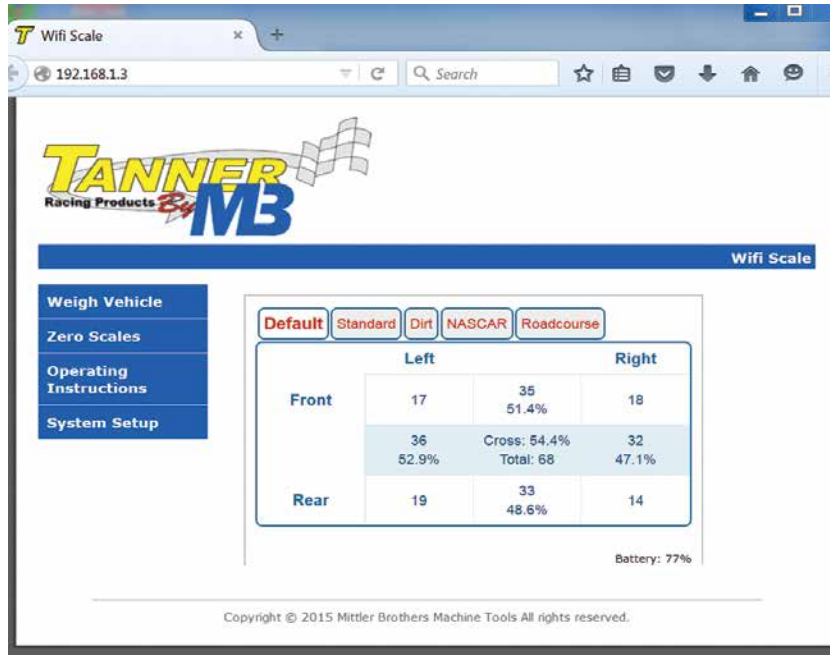 Wifi Scale
192.168.1.3
Search
TANNER
Racing Products By
MB
Wifi Scale
Weigh Vehicle
Zero Scales
Operating
Instructions
System Setup
Default Standard Dirt NASCAR Roadcourse
Left Right
Front 17 35 18
51.4%
36 Cross: 54.4% 32
52.9% Total: 68 47.1%
Rear 19 33 14
48.6%
Battery: 77%
Copyright © 2015 Mittler Brothers Machine Tools All rights reserved.